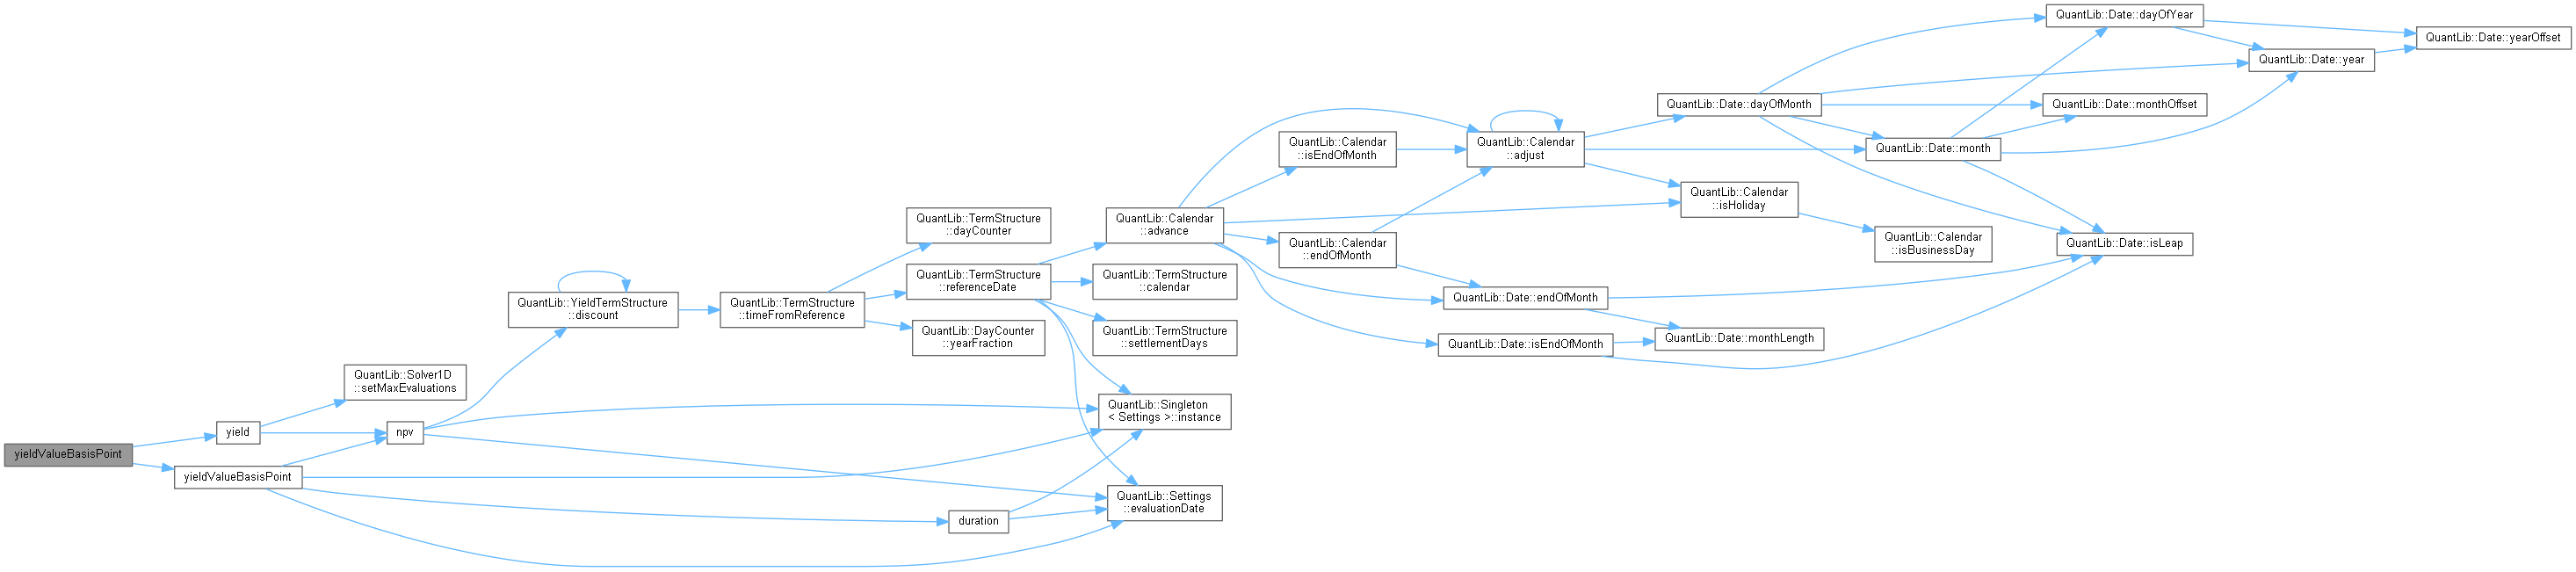 yieldValueBasisPoint
yield
yieldValueBasisPoint
QuantLib::Solver1D
::setMaxEvaluations
npv
QuantLib::YieldTermStructure
::discount
QuantLib::TermStructure
::timeFromReference
QuantLib::TermStructure
::dayCounter
QuantLib::TermStructure
::referenceDate
QuantLib::DayCounter
::yearFraction
duration
QuantLib::Calendar
::advance
QuantLib::TermStructure
::calendar
QuantLib::TermStructure
::settlementDays
QuantLib::Singleton
< Settings >::instance
QuantLib::Settings
::evaluationDate
QuantLib::Calendar
::isEndOfMonth
QuantLib::Calendar
::endOfMonth
QuantLib::Calendar
::adjust
QuantLib::Date::endOfMonth
QuantLib::Date::isEndOfMonth
QuantLib::Date::dayOfMonth
QuantLib::Calendar
::isHoliday
QuantLib::Date::monthLength
QuantLib::Date::month
QuantLib::Calendar
::isBusinessDay
QuantLib::Date::dayOfYear
QuantLib::Date::monthOffset
QuantLib::Date::isLeap
QuantLib::Date::year
QuantLib::Date::yearOffset